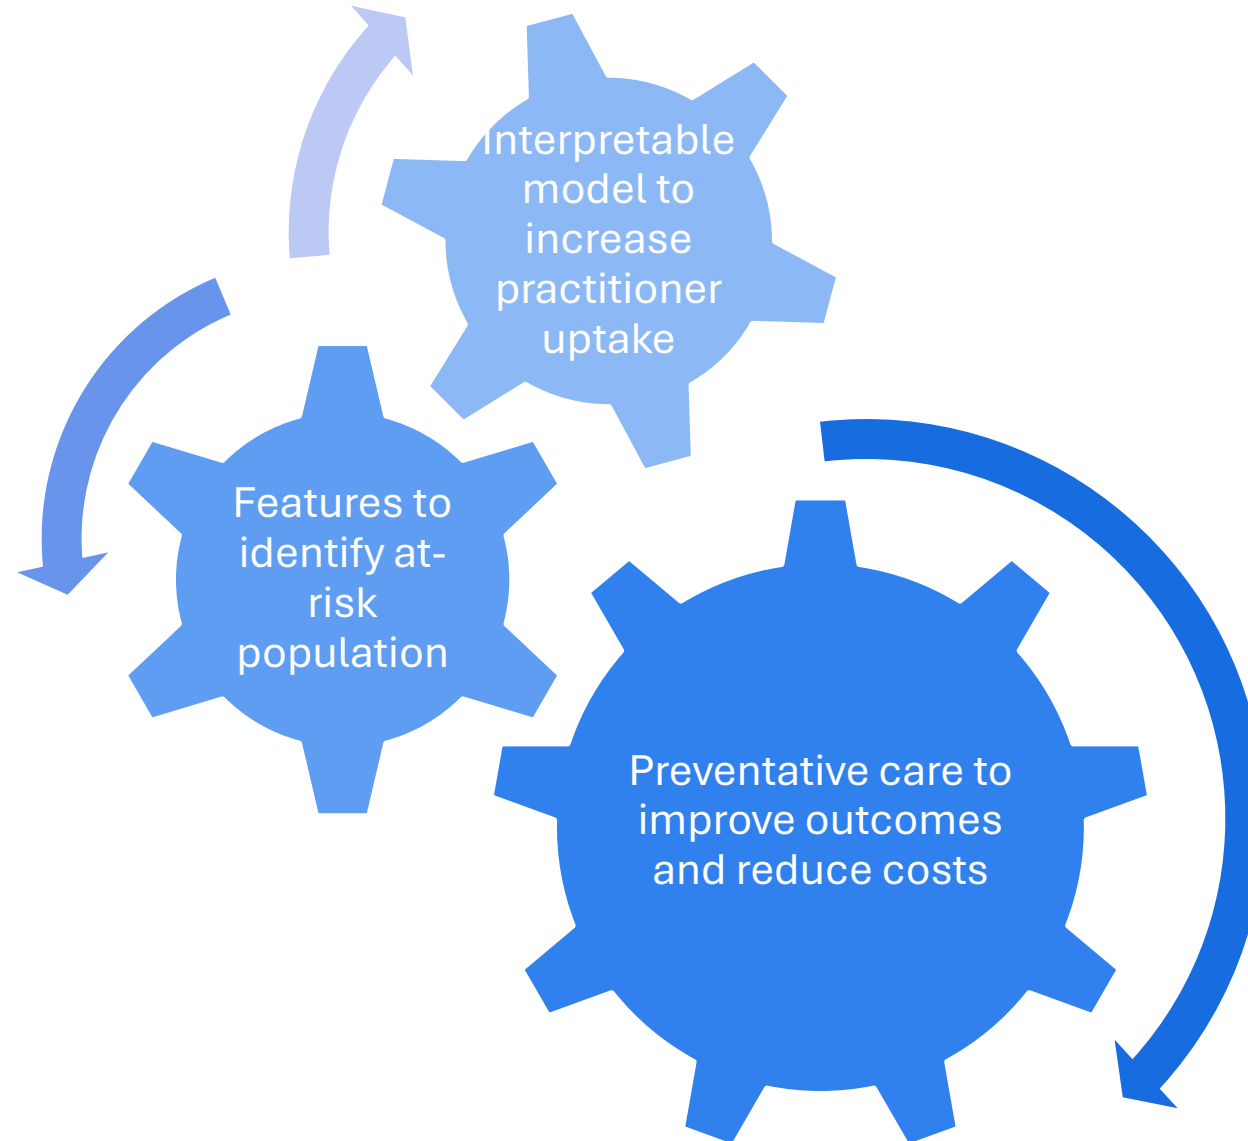 Interpretable
model to
increase
practitioner
uptake
Features to
identify at-
risk
population
Preventative care to
improve outcomes
and reduce costs